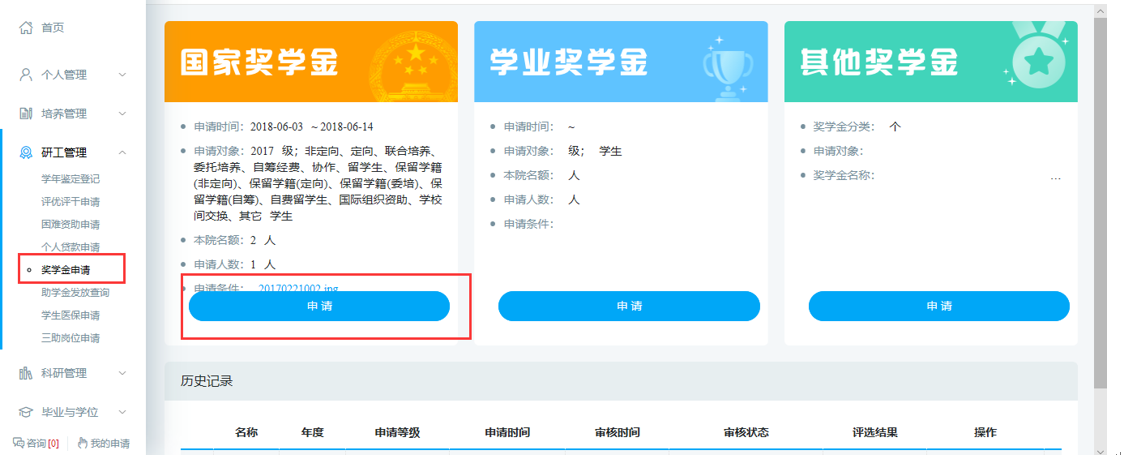 首页
个人管理
培养管理
研工管理
学年鉴定登记
评优评干申请
国难资助申请
个人贷款申请
奖学金申请
助学金发放查询
学生医保申请
三助岗位申请
科研管理
毕业与学位
咨询[0] 我的申请
国家奖学金
申请时间：2018-06-03 ~ 2018-06-14
申请对象：2017 级；非定向、定向、联合培养、
委托培养、自筹经费、协作、留学生、保留学籍
(非定向)、保留学籍(定向)、保留学籍(委培)、保
留学籍(自筹)、自费留学生、国际组织资助、学校
间交换、其它 学生
本院名额：2 人
申请人数：1 人
申请条件： 20170221002.jpg
申 请
学业奖学金
申请时间： ~
申请对象： 级； 学生
本院名额： 人
申请人数： 人
申请条件：
申 请
其他奖学金
奖学金分类： 个
申请对象：
奖学金名称： ...
申 请
历史记录
名称 年度 申请等级 申请时间 审核时间 审核状态 评选结果 操作